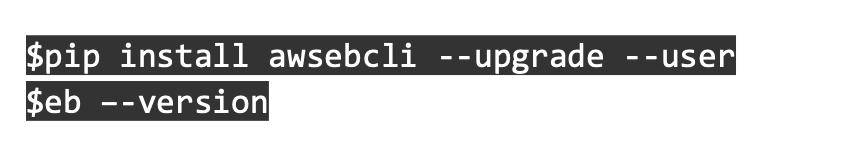 $pip install awsebcli --upgrade --user
$eb –-version